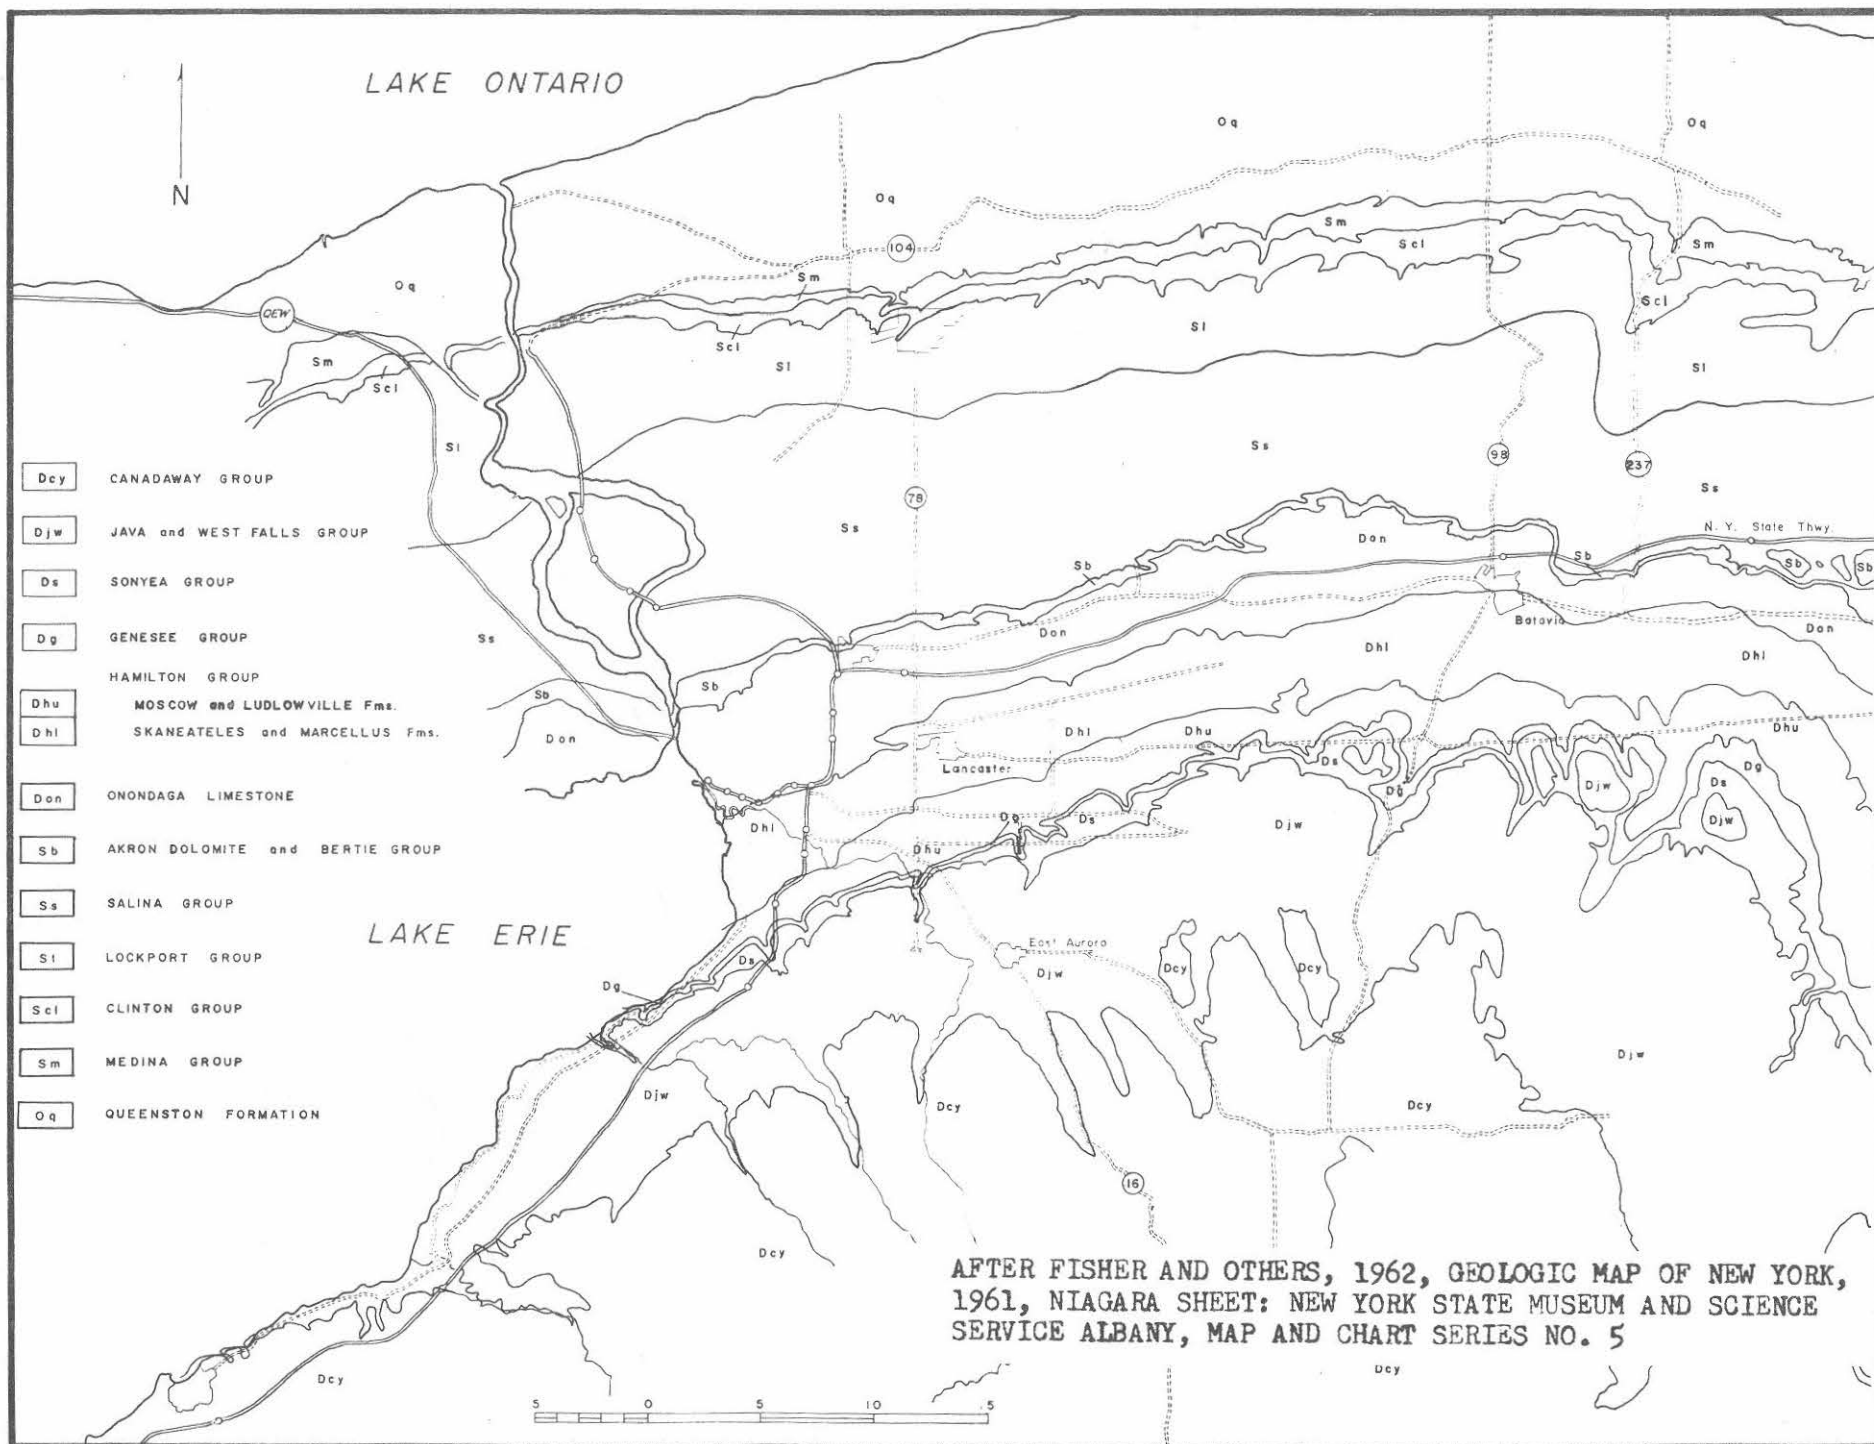 LAKE ONTARIO
N
Oq
Oq
Oq
Oq
104
Sm
Scl
Sm
Scl
Sm
Scl
Sl
Sl
Sl
QEW
Sm
Scl
Sl
Ss
98
237
Ss
78
Ss
N. Y. State Thwy.
Don
Sb
Sb
Sb
Sb
Don
Batavia
Don
Ss
Dhl
Dhl
Sb
Sb
Don
Dhl
Dhu
Dhu
Lancaster
Ds
Dg
Djw
Ds
Dg
Djw
Dhl
Dg
Ds
Djw
Dhu
Dcy CANADAWAY GROUP
Djw JAVA and WEST FALLS GROUP
Ds SONYEA GROUP
Dg GENESEE GROUP
HAMILTON GROUP
Dhu MOSCOW and LUDLOWVILLE Fms.
Dhl SKANEATELES and MARCELLUS Fms.
Don ONONDAGA LIMESTONE
Sb AKRON DOLOMITE and BERTIE GROUP
Ss SALINA GROUP
Sl LOCKPORT GROUP
Scl CLINTON GROUP
Sm MEDINA GROUP
Oq QUEENSTON FORMATION
LAKE ERIE
East Aurora
Ds
Djw
Dcy
Dcy
Dg
Djw
Djw
Dcy
Dcy
16
Dcy
AFTER FISHER AND OTHERS, 1962, GEOLOGIC MAP OF NEW YORK,
1961, NIAGARA SHEET: NEW YORK STATE MUSEUM AND SCIENCE
SERVICE ALBANY, MAP AND CHART SERIES NO. 5
Dcy
Dcy
5 0 5 10 .5